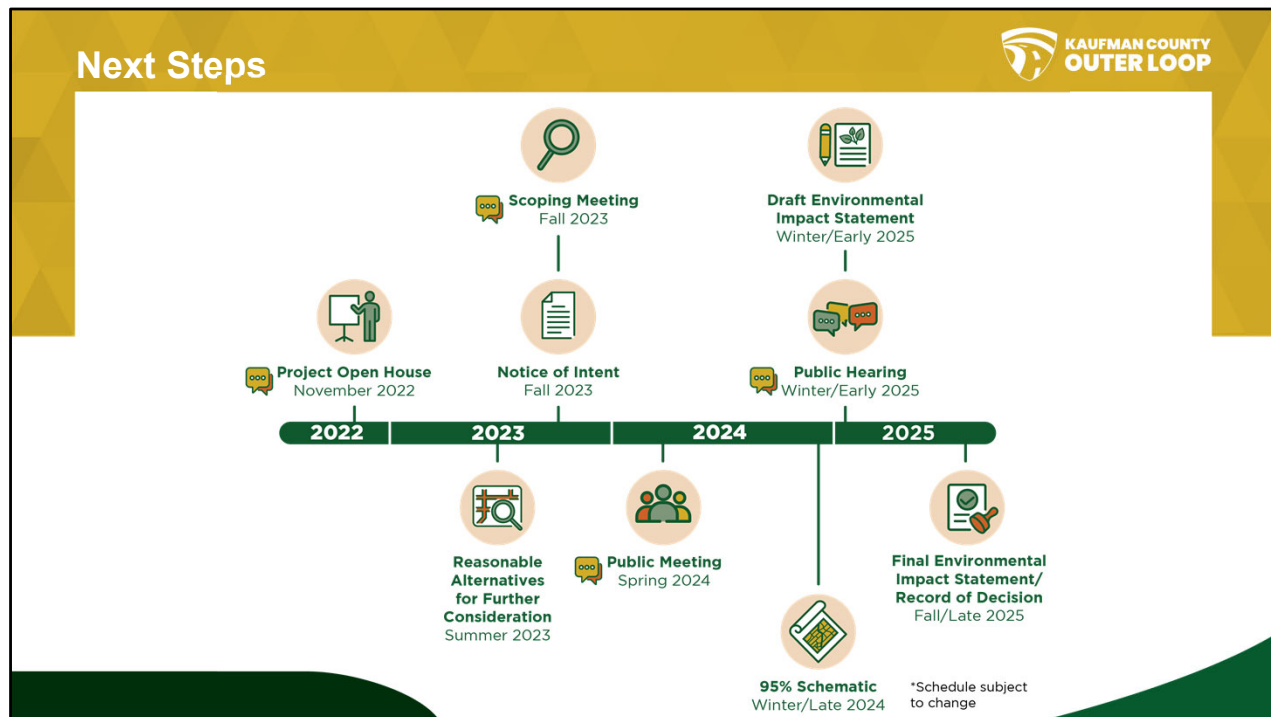 Next Steps
KAUFMAN COUNTY
OUTER LOOP
Scoping Meeting
Fall 2023
Draft Environmental
Impact Statement
Winter/Early 2025
Project Open House
November 2022
Notice of Intent
Fall 2023
Public Hearing
Winter/Early 2025
2022
2023
2024
2025
Reasonable
Alternatives
for Further
Consideration
Summer 2023
Public Meeting
Spring 2024
Final Environmental
Impact Statement/
Record of Decision
Fall/Late 2025
95% Schematic
Winter/Late 2024
*Schedule subject
to change